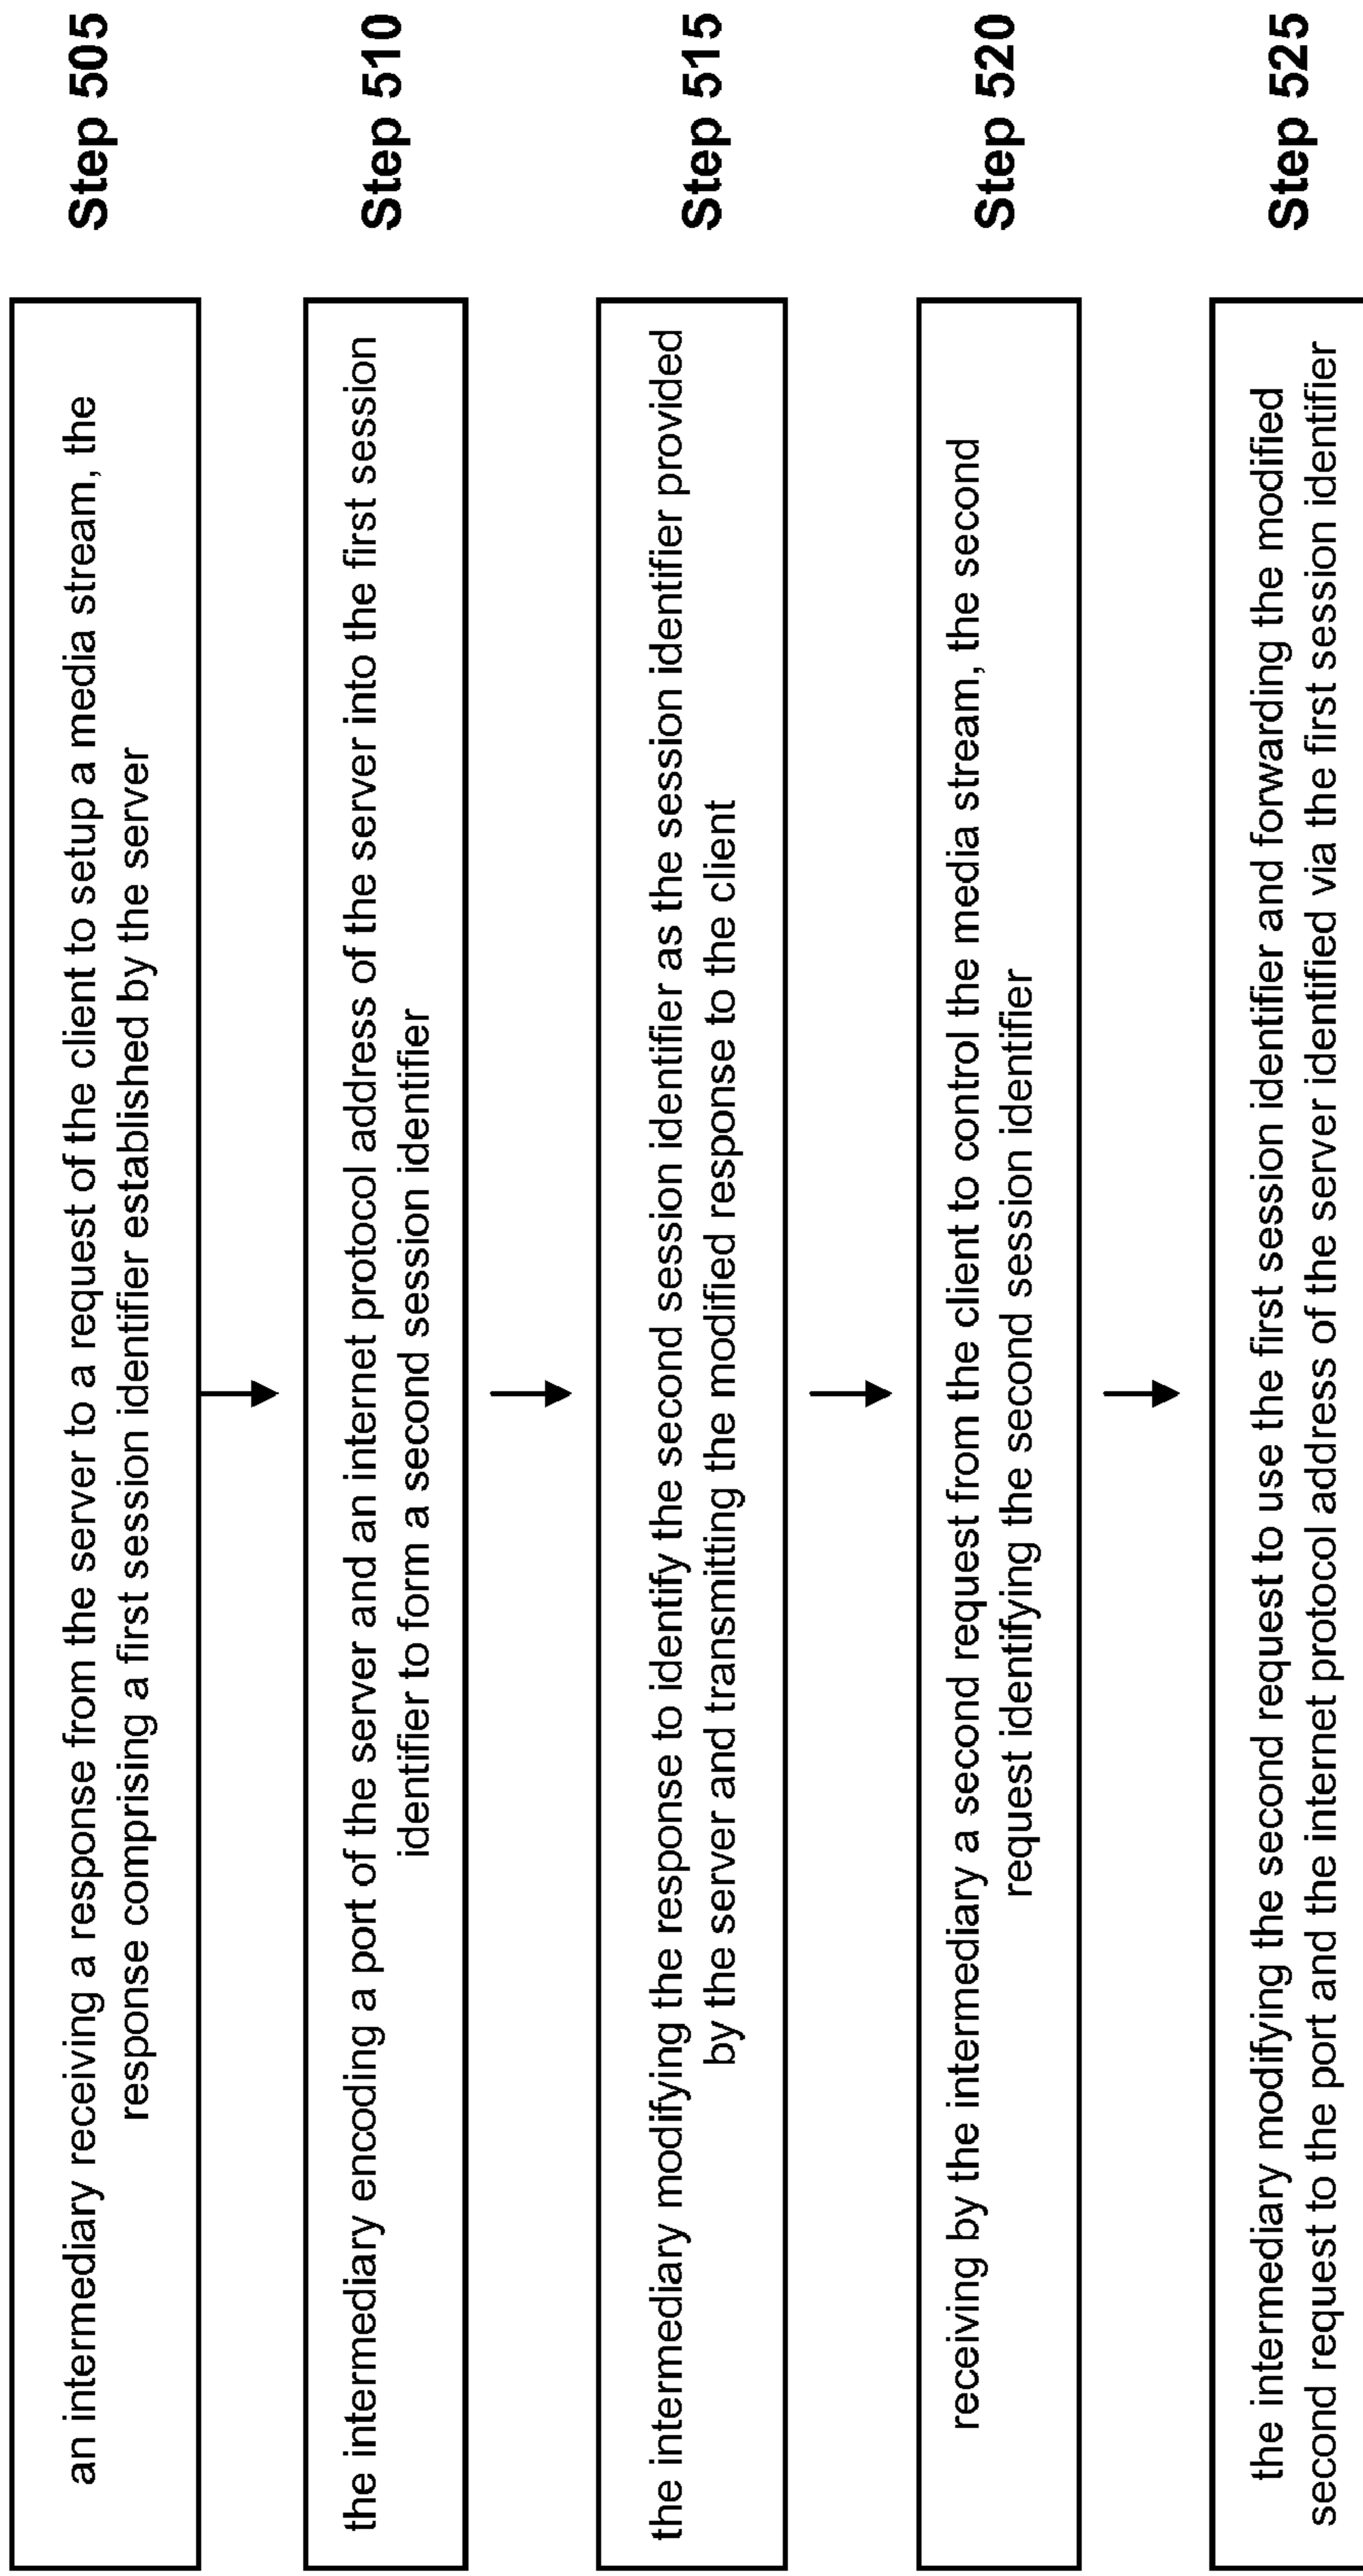 Step 505
an intermediary receiving a response from the server to a request of the client to setup a media stream, the
response comprising a first session identifier established by the server
Step 510
the intermediary encoding a port of the server and an internet protocol address of the server into the first session
identifier to form a second session identifier
Step 515
the intermediary modifying the response to identify the second session identifier as the session identifier provided
by the server and transmitting the modified response to the client
Step 520
receiving by the intermediary a second request from the client to control the media stream, the second
request identifying the second session identifier
Step 525
the intermediary modifying the second request to use the first session identifier and forwarding the modified
second request to the port and the internet protocol address of the server identified via the first session identifier